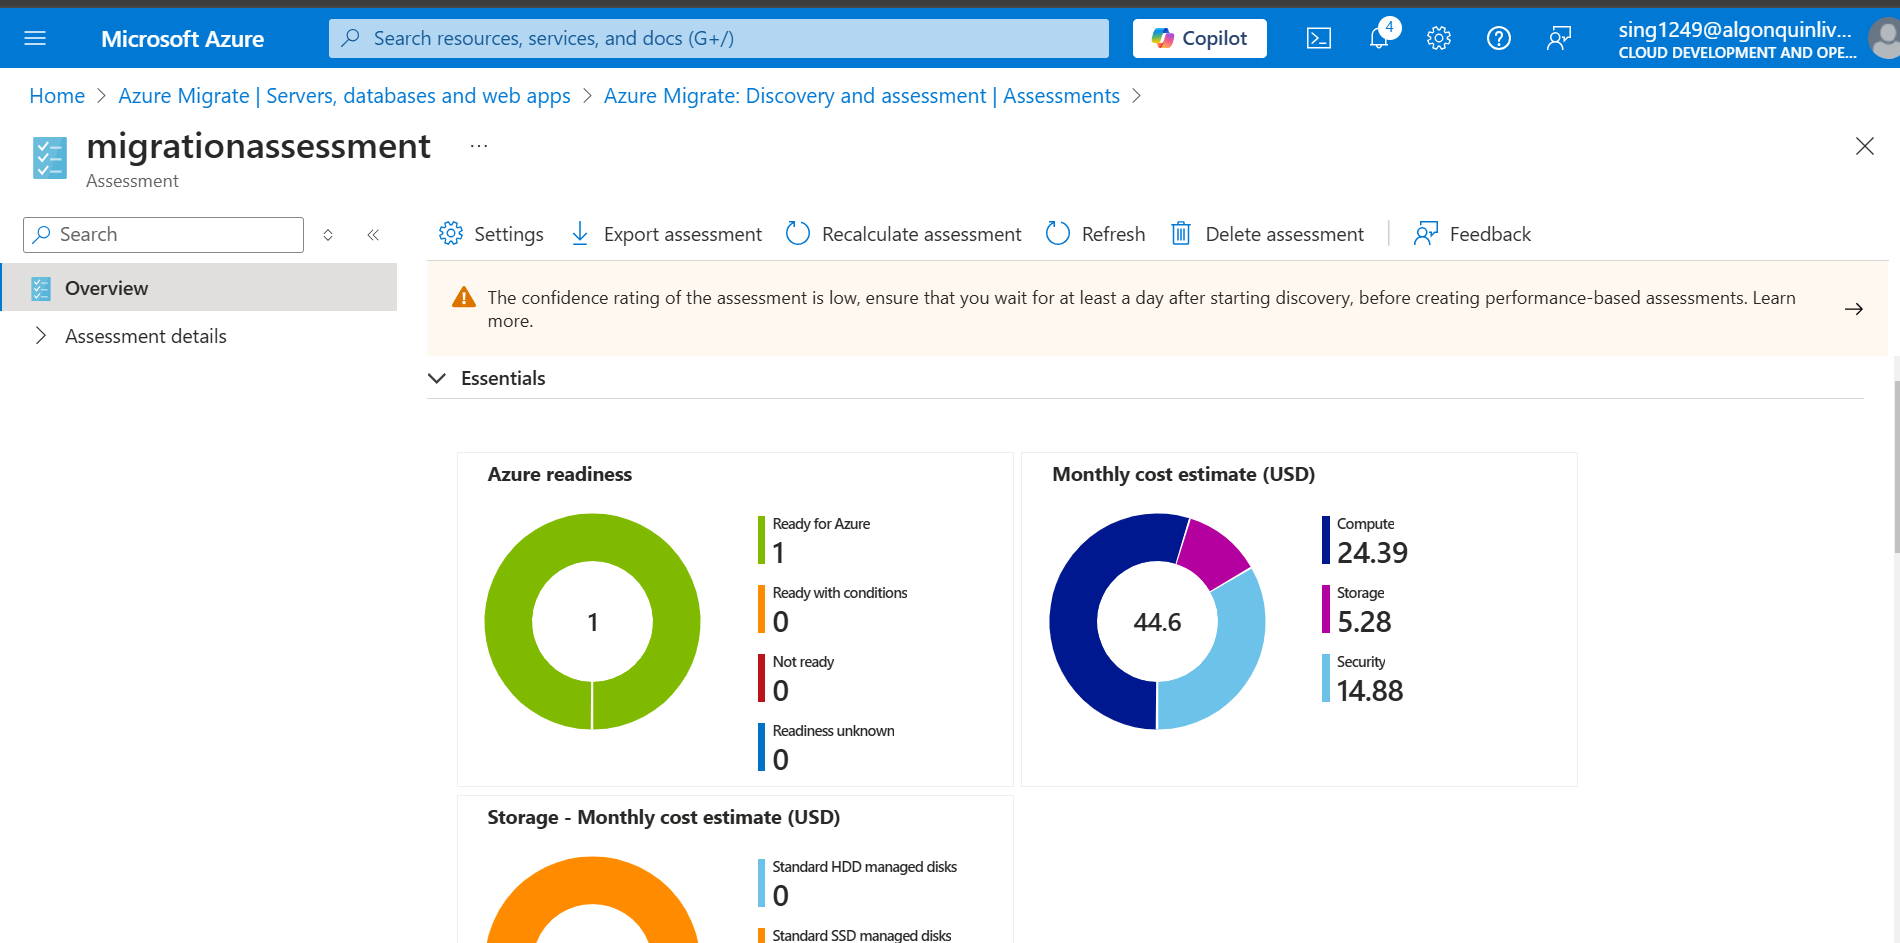 Microsoft Azure
Search resources, services, and docs (G+/)
Copilot
4
sing1249@algonquinliv...
CLOUD DEVELOPMENT AND OPE...
Home > Azure Migrate | Servers, databases and web apps > Azure Migrate: Discovery and assessment | Assessments >
migrationassessment ...
Assessment
Search
Settings
Export assessment
Recalculate assessment
Refresh
Delete assessment
Feedback
Overview
Assessment details
The confidence rating of the assessment is low, ensure that you wait for at least a day after starting discovery, before creating performance-based assessments. Learn
more.
Essentials
Azure readiness
1
Ready for Azure
1
Ready with conditions
0
Not ready
0
Readiness unknown
0
Monthly cost estimate (USD)
44.6
Compute
24.39
Storage
5.28
Security
14.88
Storage - Monthly cost estimate (USD)
Standard HDD managed disks
0
Standard SSD managed disks